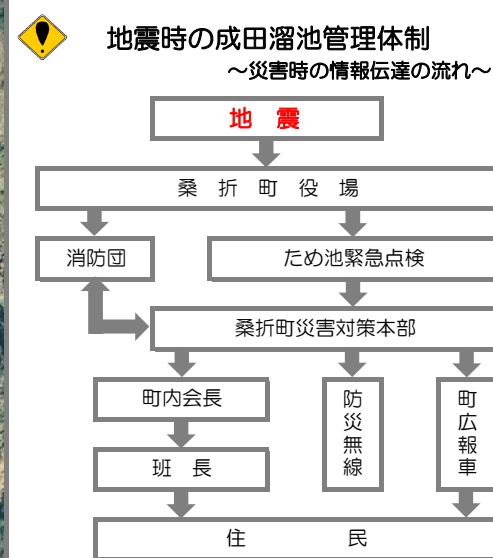 地震時の成田溜池管理体制
～災害時の情報伝達の流れ～
地　震
桑　折　町　役　場
消防団
ため池緊急点検
桑折町災害対策本部
町内会長
防災無線
町広報車
班　長
住　　　　民